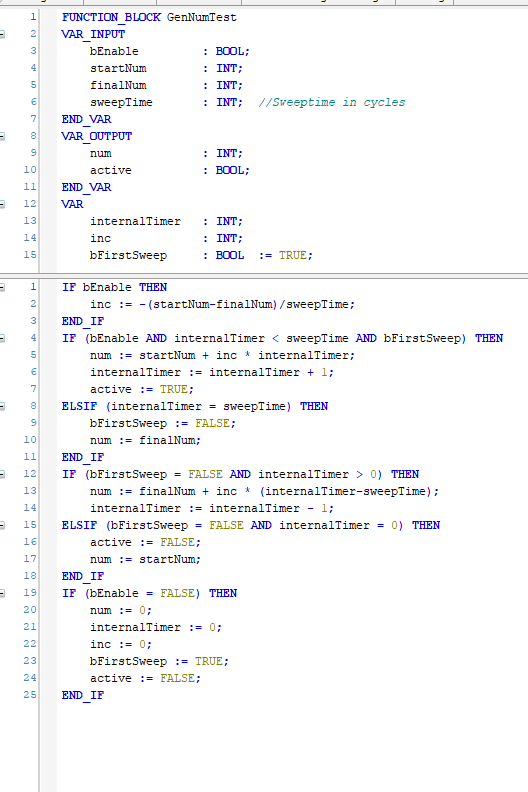 1 FUNCTION_BLOCK GenNumTest
2 VAR_INPUT
3 bEnable : BOOL;
4 startNum : INT;
5 finalNum : INT;
6 sweepTime : INT; //Sweeptime in cycles
7 END_VAR
8 VAR_OUTPUT
9 num : INT;
10 active : BOOL;
11 END_VAR
12 VAR
13 internalTimer : INT;
14 inc : INT;
15 bFirstSweep : BOOL := TRUE;
1 IF bEnable THEN
2 inc := -(startNum-finalNum)/sweepTime;
3 END_IF
4 IF (bEnable AND internalTimer < sweepTime AND bFirstSweep) THEN
5 num := startNum + inc * internalTimer;
6 internalTimer := internalTimer + 1;
7 active := TRUE;
8 ELSIF (internalTimer = sweepTime) THEN
9 bFirstSweep := FALSE;
10 num := finalNum;
11 END_IF
12 IF (bFirstSweep = FALSE AND internalTimer > 0) THEN
13 num := finalNum + inc * (internalTimer-sweepTime);
14 internalTimer := internalTimer - 1;
15 ELSIF (bFirstSweep = FALSE AND internalTimer = 0) THEN
16 active := FALSE;
17 num := startNum;
18 END_IF
19 IF (bEnable = FALSE) THEN
20 num := 0;
21 internalTimer := 0;
22 inc := 0;
23 bFirstSweep := TRUE;
24 active := FALSE;
25 END_IF